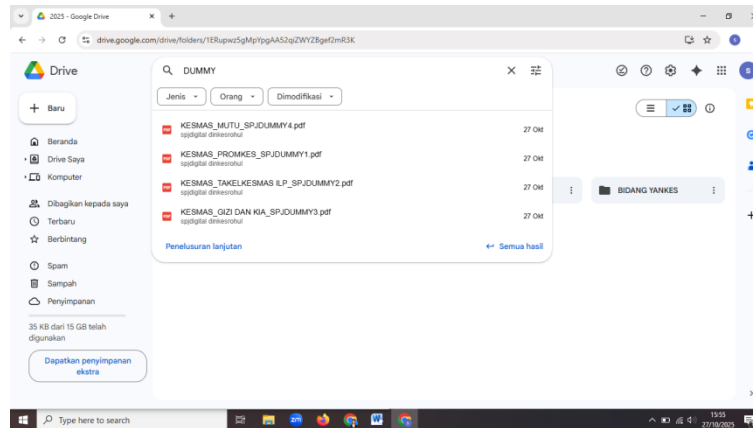 2025 - Google Drive
drive.google.com/drive/folders/1ERupwz5gMpYpgAA52qiZWYZBgef2mR3K
Drive
DUMMY
Jenis
Orang
Dimodifikasi
Baru
KESMAS_MUTU_SPJDUMMY4.pdf
spjdigital dinkesrohul
27 Okt
KESMAS_PROMKES_SPJDUMMY1.pdf
spjdigital dinkesrohul
27 Okt
KESMAS_TAKELKESMAS ILP_SPJDUMMY2.pdf
spjdigital dinkesrohul
27 Okt
KESMAS_GIZI DAN KIA_SPJDUMMY3.pdf
spjdigital dinkesrohul
27 Okt
Penelusuran lanjutan
Semua hasil
BIDANG YANKES
Beranda
Drive Saya
Komputer
Dibagikan kepada saya
Terbaru
Berbintang
Spam
Sampah
Penyimpanan
35 KB dari 15 GB telah
digunakan
Dapatkan penyimpanan
ekstra
Type here to search
zm
15:55
27/10/2025